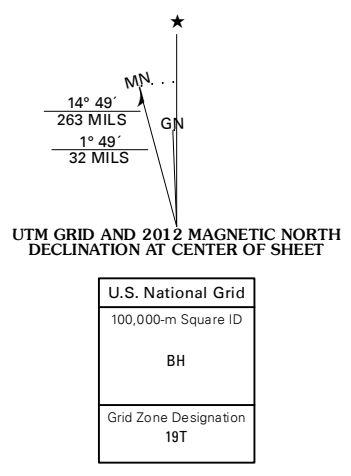 ★
MN
14° 49´
263 MILS
GN
1° 49´
32 MILS
UTM GRID AND 2012 MAGNETIC NORTH
DECLINATION AT CENTER OF SHEET
U.S. National Grid
100,000-m Square ID
BH
Grid Zone Designation
19T